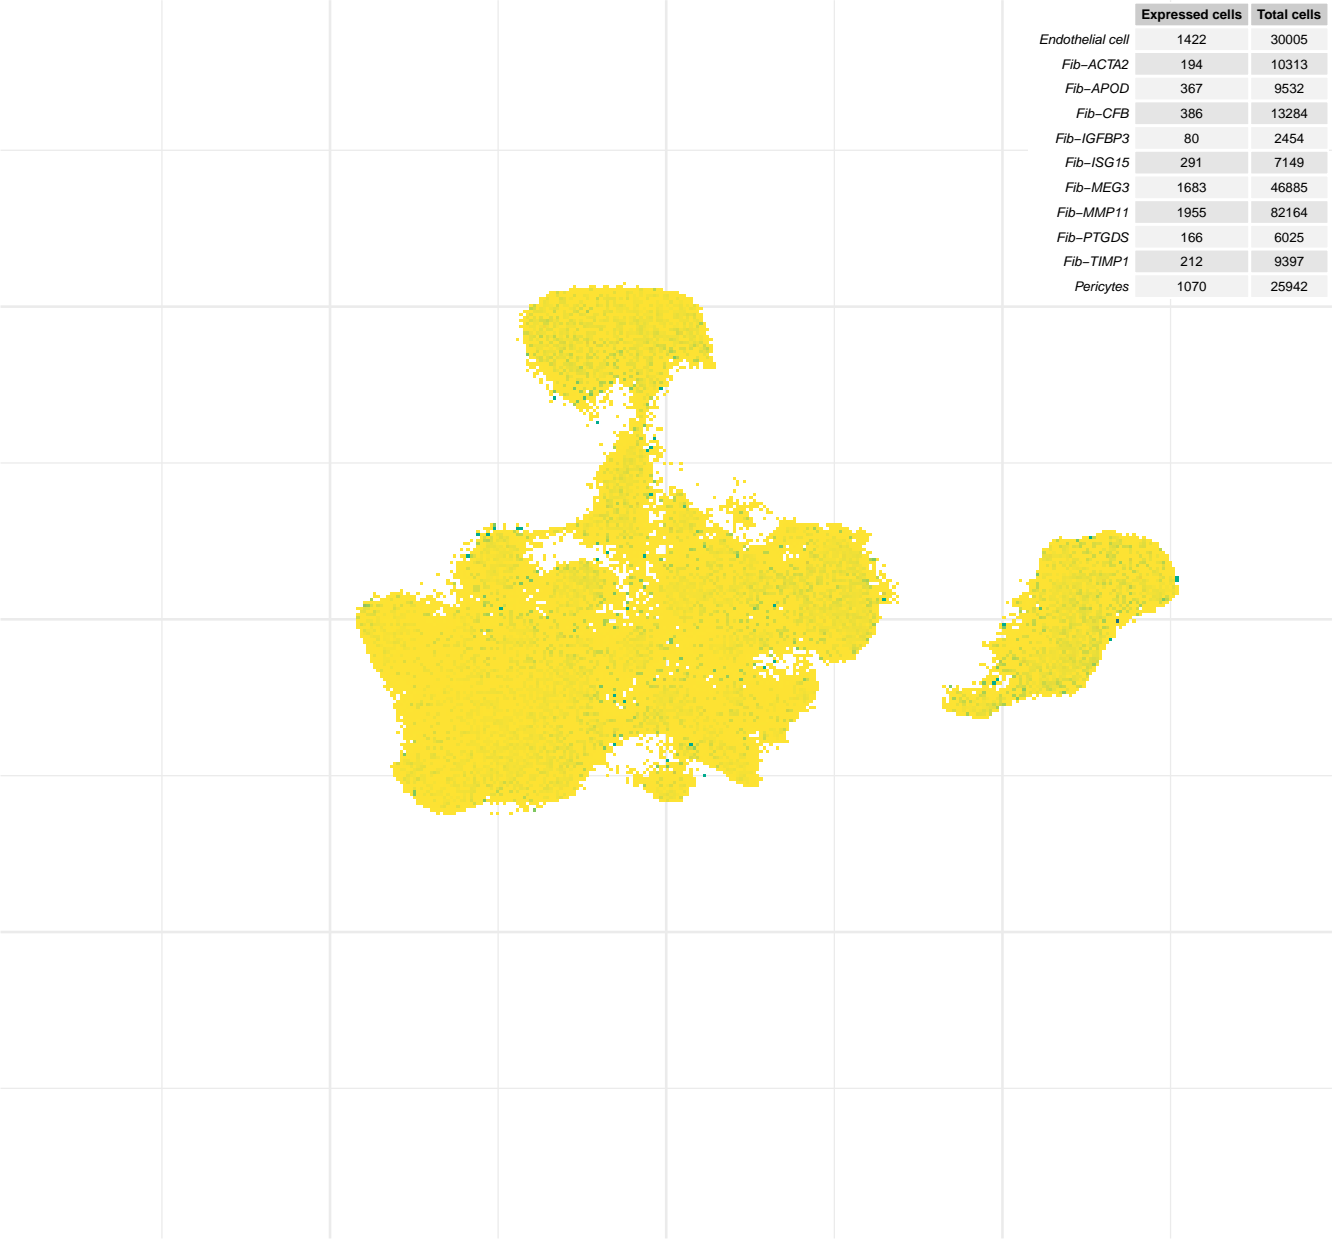 Expressed cells Total cells
Endothelial cell 1422 30005
Fib−ACTA2 194 10313
Fib−APOD 367 9532
Fib−CFB 386 13284
Fib−IGFBP3 80 2454
Fib−ISG15 291 7149
Fib−MEG3 1683 46885
Fib−MMP11 1955 82164
Fib−PTGDS 166 6025
Fib−TIMP1 212 9397
Pericytes 1070 25942